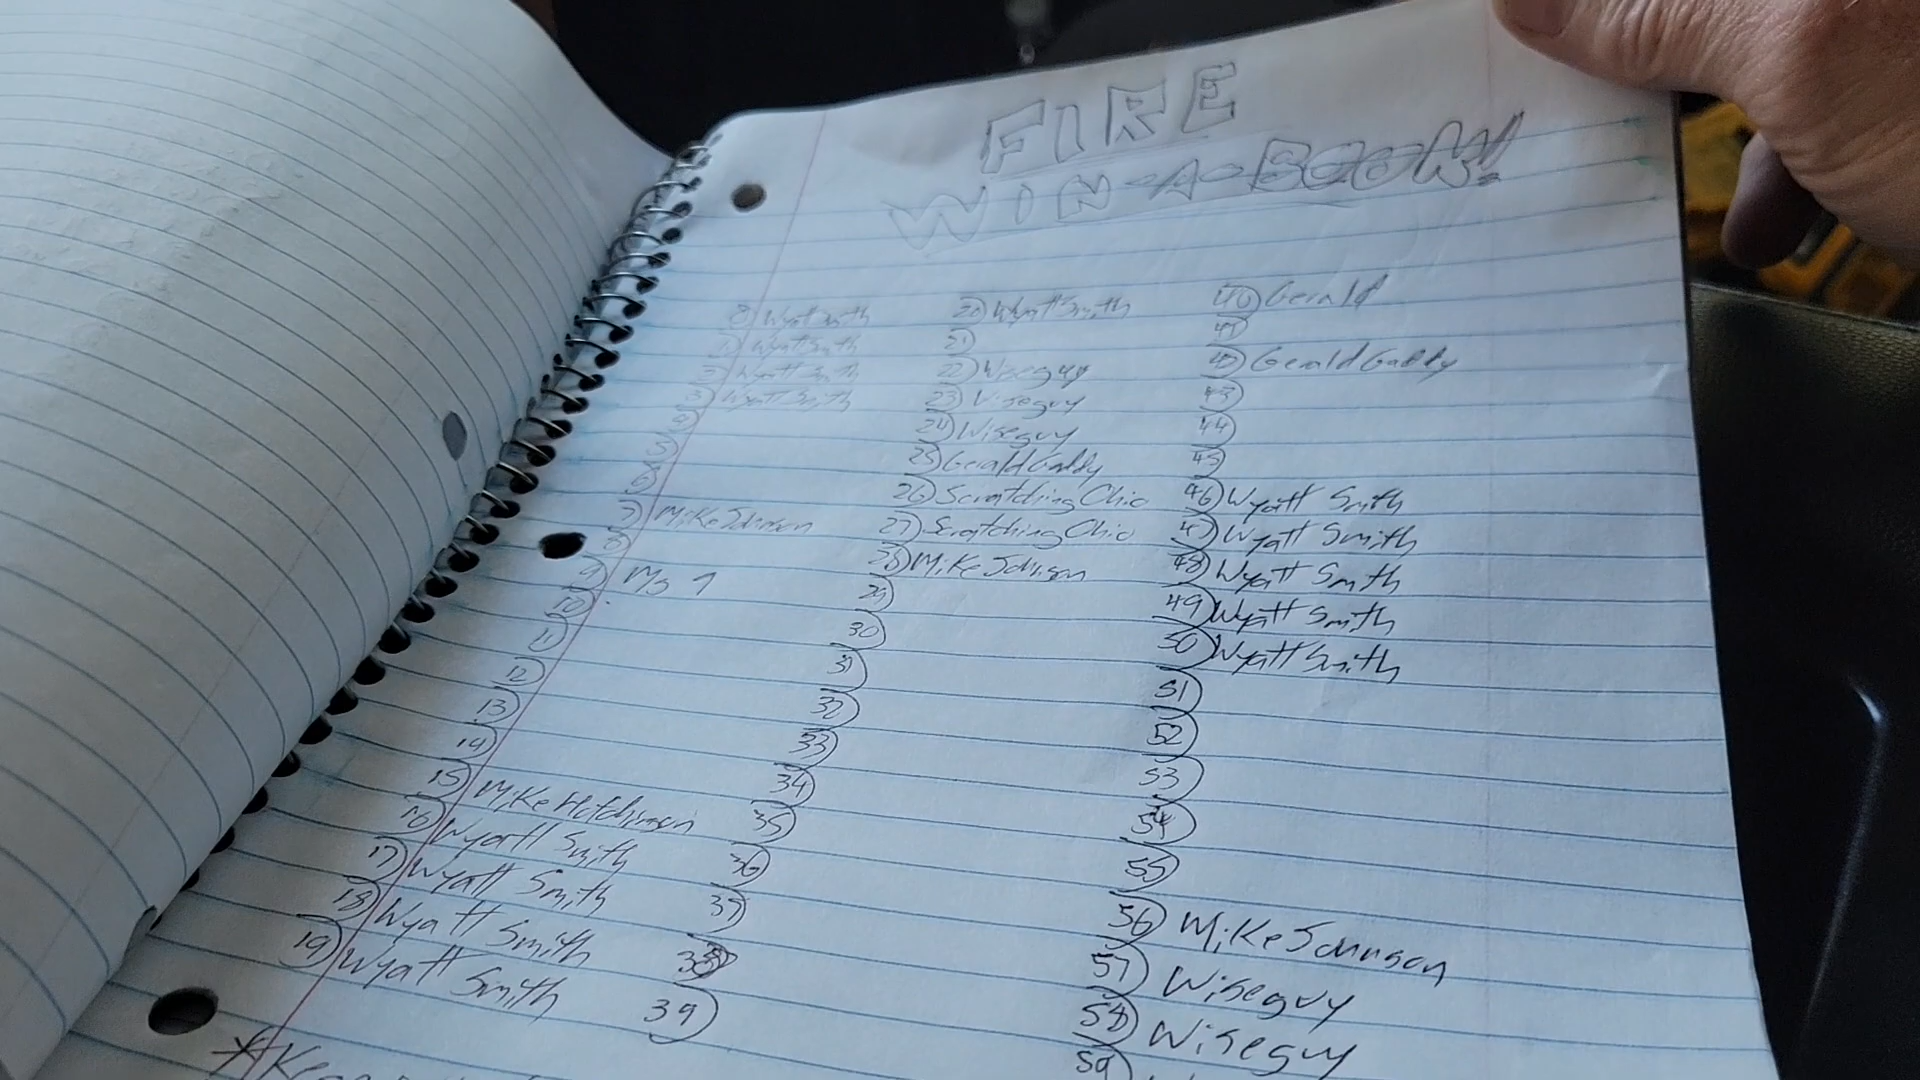 FIRE
WIN-A-BOOK!
0) Wyatt Smith
1) Wyatt Smith
2) Wyatt Smith
3) Wyatt Smith
4)
5)
6)
7) Mike Johnson
8)
9) Ms 1
10)
11)
12)
13)
14)
15) Mike Hutchinson
16) Wyatt Smith
17) Wyatt Smith
18) Wyatt Smith
19) Wyatt Smith
20) Wyatt Smith
21)
22) Wiseguy
23) Wiseguy
24) Wiseguy
25) Gerald Gaddy
26) Scratching Chic
27) Scratching Chic
28) Mike Johnson
29)
30)
31)
32)
33)
34)
35)
36)
37)
38)
39)
40) Gerald
41)
42) Gerald Gaddy
43)
44)
45)
46) Wyatt Smith
47) Wyatt Smith
48) Wyatt Smith
49) Wyatt Smith
50) Wyatt Smith
51)
52)
53)
54)
55)
56) Mike Johnson
57) Wiseguy
58) Wiseguy
59)